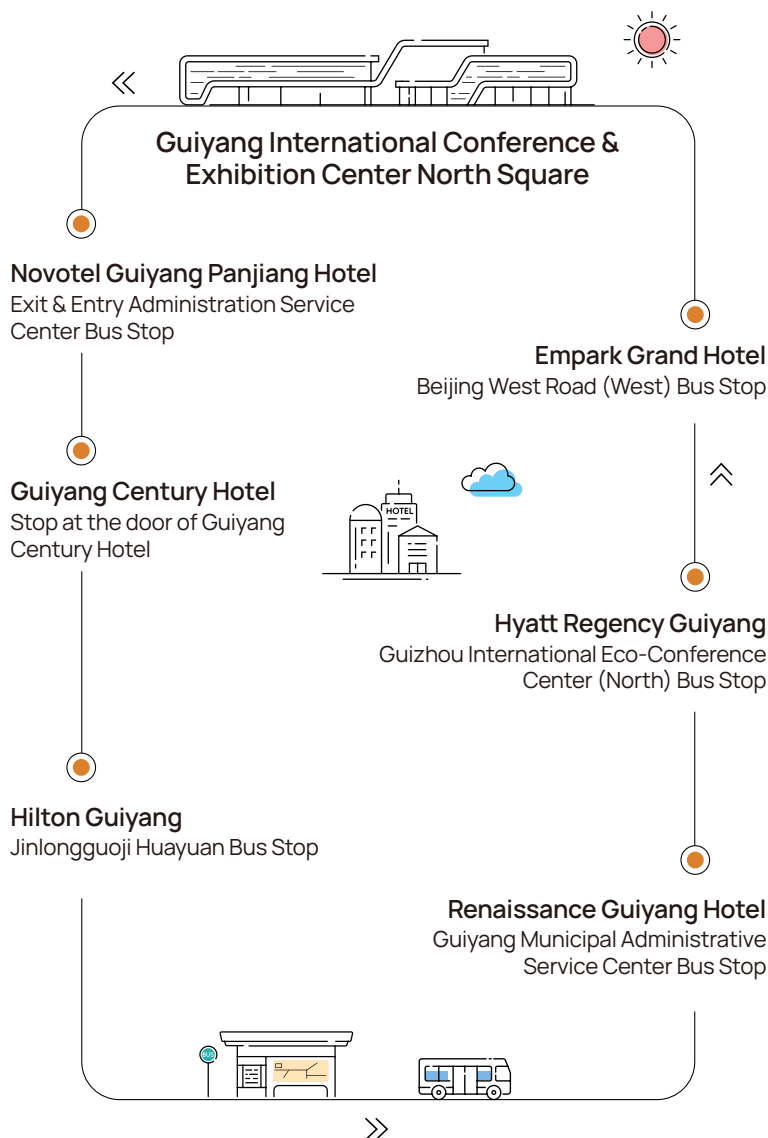 Guiyang International Conference &
Exhibition Center North Square
Novotel Guiyang Panjiang Hotel
Exit & Entry Administration Service
Center Bus Stop
Empark Grand Hotel
Beijing West Road (West) Bus Stop
Guiyang Century Hotel
Stop at the door of Guiyang
Century Hotel
HOTEL
Hyatt Regency Guiyang
Guizhou International Eco-Conference
Center (North) Bus Stop
Hilton Guiyang
Jinlongguoji Huayuan Bus Stop
Renaissance Guiyang Hotel
Guiyang Municipal Administrative
Service Center Bus Stop
BUS